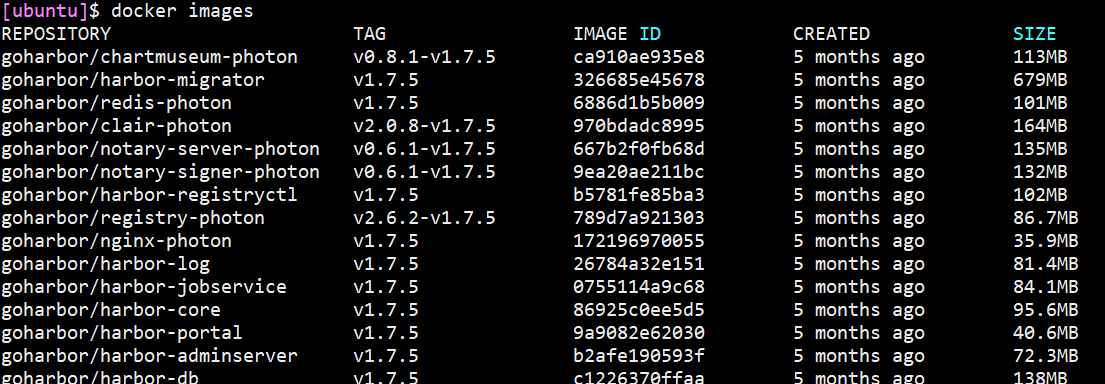 [ubuntu]$ docker images
REPOSITORY TAG IMAGE ID CREATED SIZE
goharbor/chartmuseum-photon v0.8.1-v1.7.5 ca910ae935e8 5 months ago 113MB
goharbor/harbor-migrator v1.7.5 326685e45678 5 months ago 679MB
goharbor/redis-photon v1.7.5 6886d1b5b009 5 months ago 101MB
goharbor/clair-photon v2.0.8-v1.7.5 970bdadc8995 5 months ago 164MB
goharbor/notary-server-photon v0.6.1-v1.7.5 667b2f0fb68d 5 months ago 135MB
goharbor/notary-signer-photon v0.6.1-v1.7.5 9ea20ae211bc 5 months ago 132MB
goharbor/harbor-registryctl v1.7.5 b5781fe85ba3 5 months ago 102MB
goharbor/registry-photon v2.6.2-v1.7.5 789d7a921303 5 months ago 86.7MB
goharbor/nginx-photon v1.7.5 172196970055 5 months ago 35.9MB
goharbor/harbor-log v1.7.5 26784a32e151 5 months ago 81.4MB
goharbor/harbor-jobservice v1.7.5 0755114a9c68 5 months ago 84.1MB
goharbor/harbor-core v1.7.5 86925c0ee5d5 5 months ago 95.6MB
goharbor/harbor-portal v1.7.5 9a9082e62030 5 months ago 40.6MB
goharbor/harbor-adminserver v1.7.5 b2afe190593f 5 months ago 72.3MB
goharbor/harbor-db v1.7.5 c1226370ffaa 5 months ago 138MB